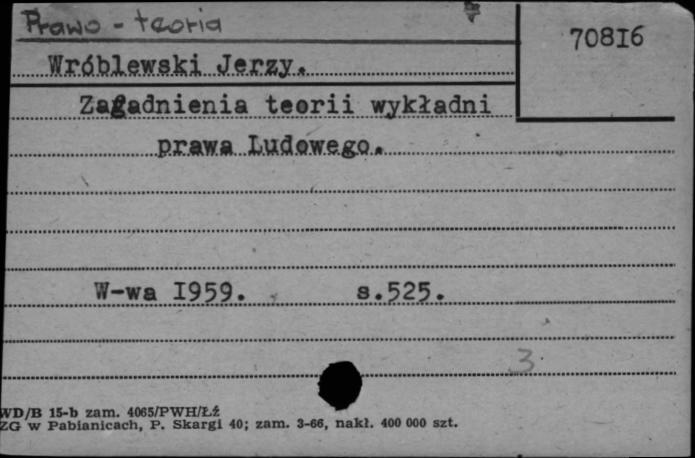 Prawo - teoria
70816
Wróblewski Jerzy.
Zagadnienia teorii wykładni
prawa Ludowego.
W-wa I959. s.525.
3
WD/B 15-b zam. 4065/PWH/Łź
ZG w Pabianicach, P. Skargi 40; zam. 3-66, nakł. 400 000 szt.